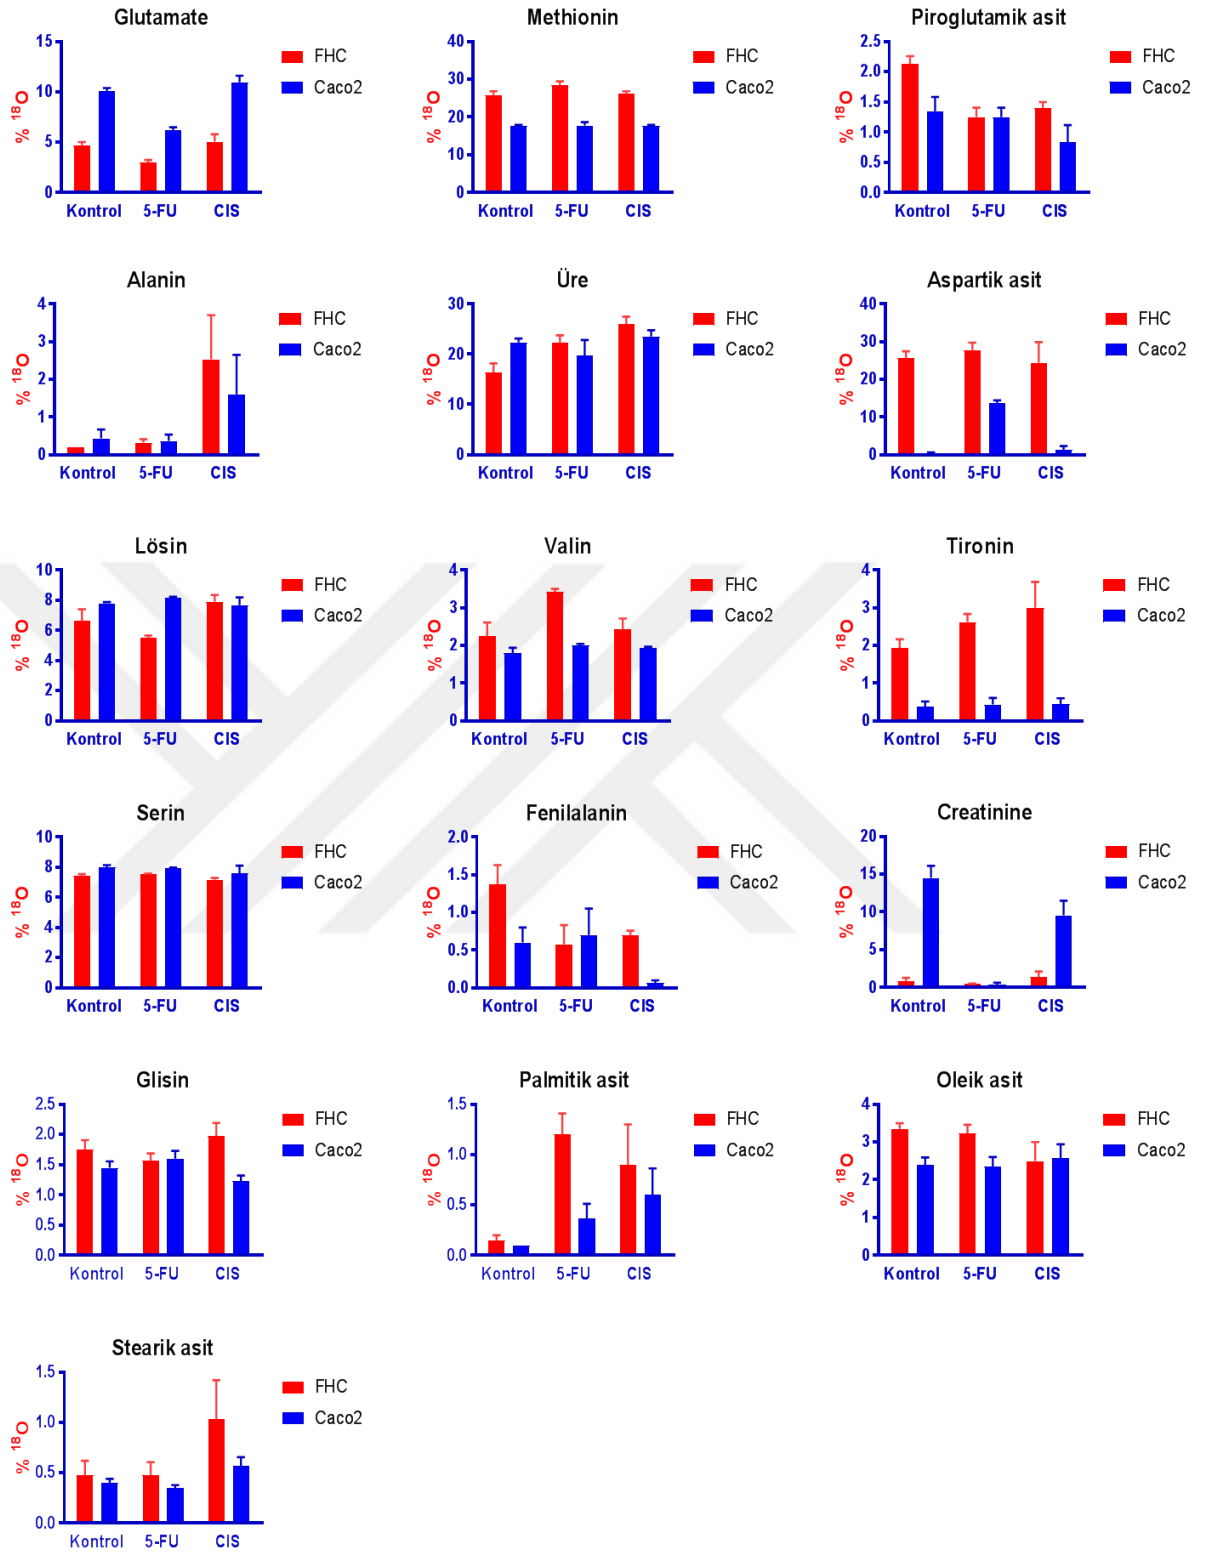 Glutamate
% ¹⁸O
15
10
5
0
Kontrol 5-FU CIS
FHC
Caco2
Methionin
% ¹⁸O
40
30
20
10
0
Kontrol 5-FU CIS
FHC
Caco2
Piroglutamik asit
% ¹⁸O
2.5
2.0
1.5
1.0
0.5
0.0
Kontrol 5-FU CIS
FHC
Caco2
Alanin
% ¹⁸O
4
3
2
1
0
Kontrol 5-FU CIS
FHC
Caco2
Üre
% ¹⁸O
30
20
10
0
Kontrol 5-FU CIS
FHC
Caco2
Aspartik asit
% ¹⁸O
40
30
20
10
0
Kontrol 5-FU CIS
FHC
Caco2
Lösin
% ¹⁸O
10
8
6
4
2
0
Kontrol 5-FU CIS
FHC
Caco2
Valin
% ¹⁸O
4
3
2
1
0
Kontrol 5-FU CIS
FHC
Caco2
Tironin
% ¹⁸O
4
3
2
1
0
Kontrol 5-FU CIS
FHC
Caco2
Serin
% ¹⁸O
10
8
6
4
2
0
Kontrol 5-FU CIS
FHC
Caco2
Fenilalanin
% ¹⁸O
2.0
1.5
1.0
0.5
0.0
Kontrol 5-FU CIS
FHC
Caco2
Creatinine
% ¹⁸O
20
15
10
5
0
Kontrol 5-FU CIS
FHC
Caco2
Glisin
% ¹⁸O
2.5
2.0
1.5
1.0
0.5
0.0
Kontrol 5-FU CIS
FHC
Caco2
Palmitik asit
% ¹⁸O
1.5
1.0
0.5
0.0
Kontrol 5-FU CIS
FHC
Caco2
Oleik asit
% ¹⁸O
4
3
2
1
0
Kontrol 5-FU CIS
FHC
Caco2
Stearik asit
% ¹⁸O
1.5
1.0
0.5
0.0
Kontrol 5-FU CIS
FHC
Caco2